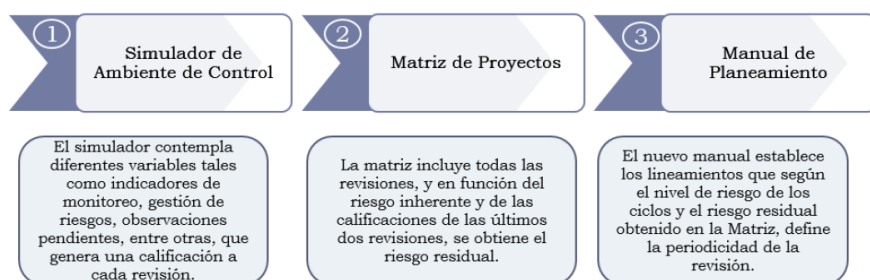 1
Simulador de
Ambiente de Control
2
Matriz de Proyectos
3
Manual de
Planeamiento
El simulador contempla
diferentes variables tales
como indicadores de
monitoreo, gestión de
riesgos, observaciones
pendientes, entre otras, que
genera una calificación a
cada revisión.
La matriz incluye todas las
revisiones, y en función del
riesgo inherente y de las
calificaciones de las últimos
dos revisiones, se obtiene el
riesgo residual.
El nuevo manual establece
los lineamientos que según
el nivel de riesgo de los
ciclos y el riesgo residual
obtenido en la Matriz, define
la periodicidad de la
revisión.